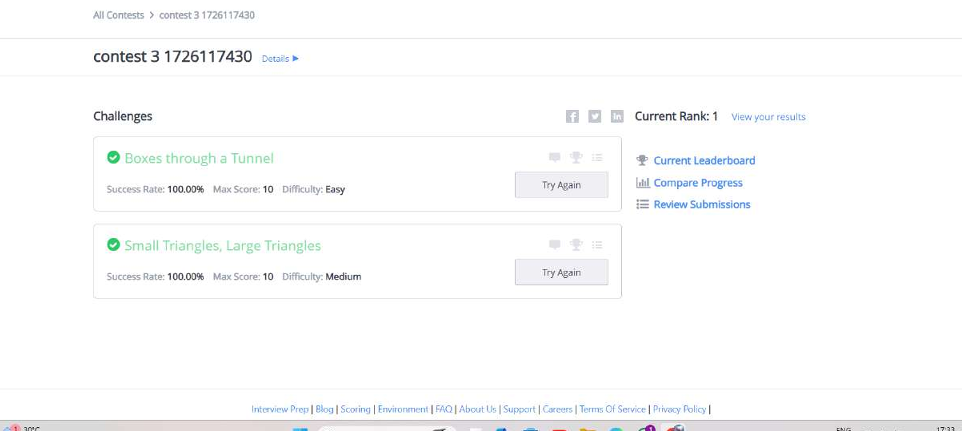 All Contests > contest 3 1726117430
contest 3 1726117430 Details ▶
Challenges
Current Rank: 1 View your results
Boxes through a Tunnel
Success Rate: 100.00% Max Score: 10 Difficulty: Easy
Try Again
Small Triangles, Large Triangles
Success Rate: 100.00% Max Score: 10 Difficulty: Medium
Try Again
Current Leaderboard
Compare Progress
Review Submissions
Interview Prep | Blog | Scoring | Environment | FAQ | About Us | Support | Careers | Terms Of Service | Privacy Policy |
1 30°C 1 ENG 17:33